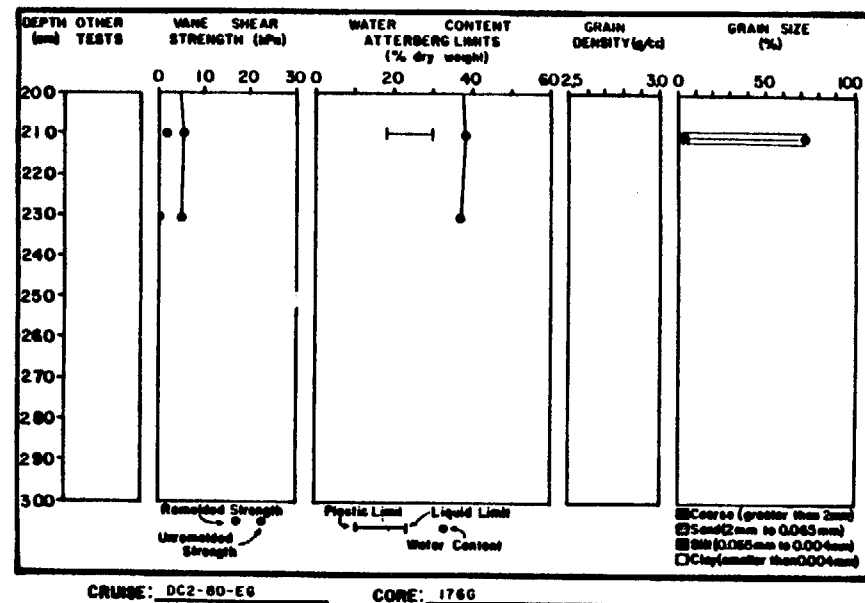 DEPTH OTHER VANE SHEAR WATER CONTENT GRAIN GRAIN SIZE
(cm) TESTS STRENGTH (kPa) ATTERBERG LIMITS DENSITY(g/cc) (%)
(% dry weight)
0 10 20 30 0 20 40 60 2.5 3.0 0 50 100
200
210
220
230
240
250
260
270
280
290
300
Remolded Strength
Unremolded Strength
Plastic Limit
Liquid Limit
Water Content
Coarse (greater than 2mm)
Sand(2mm to 0.065mm)
Silt(0.065mm to 0.004mm)
Clay(smaller than 0.004mm)
CRUISE: DC2-80-EG CORE: 176G